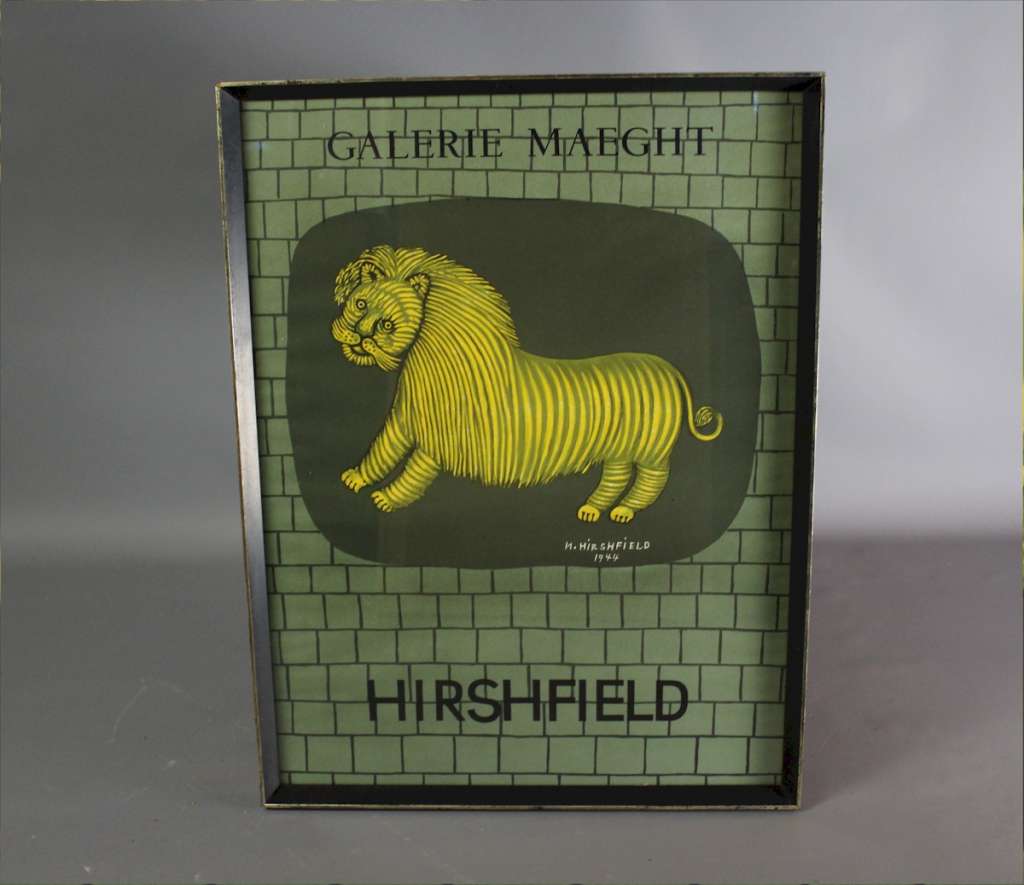 GALERIE MAEGHT
M. HiRSHFiELD
1944
HIRSHFIELD